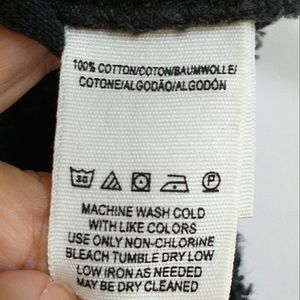 100% COTTON/COTON/BAUMWOLLE/
COTONE/ALGODÃO/ALGODÓN
30 P
MACHINE WASH COLD
WITH LIKE COLORS
USE ONLY NON-CHLORINE
BLEACH TUMBLE DRY LOW
LOW IRON AS NEEDED
MAY BE DRY CLEANED